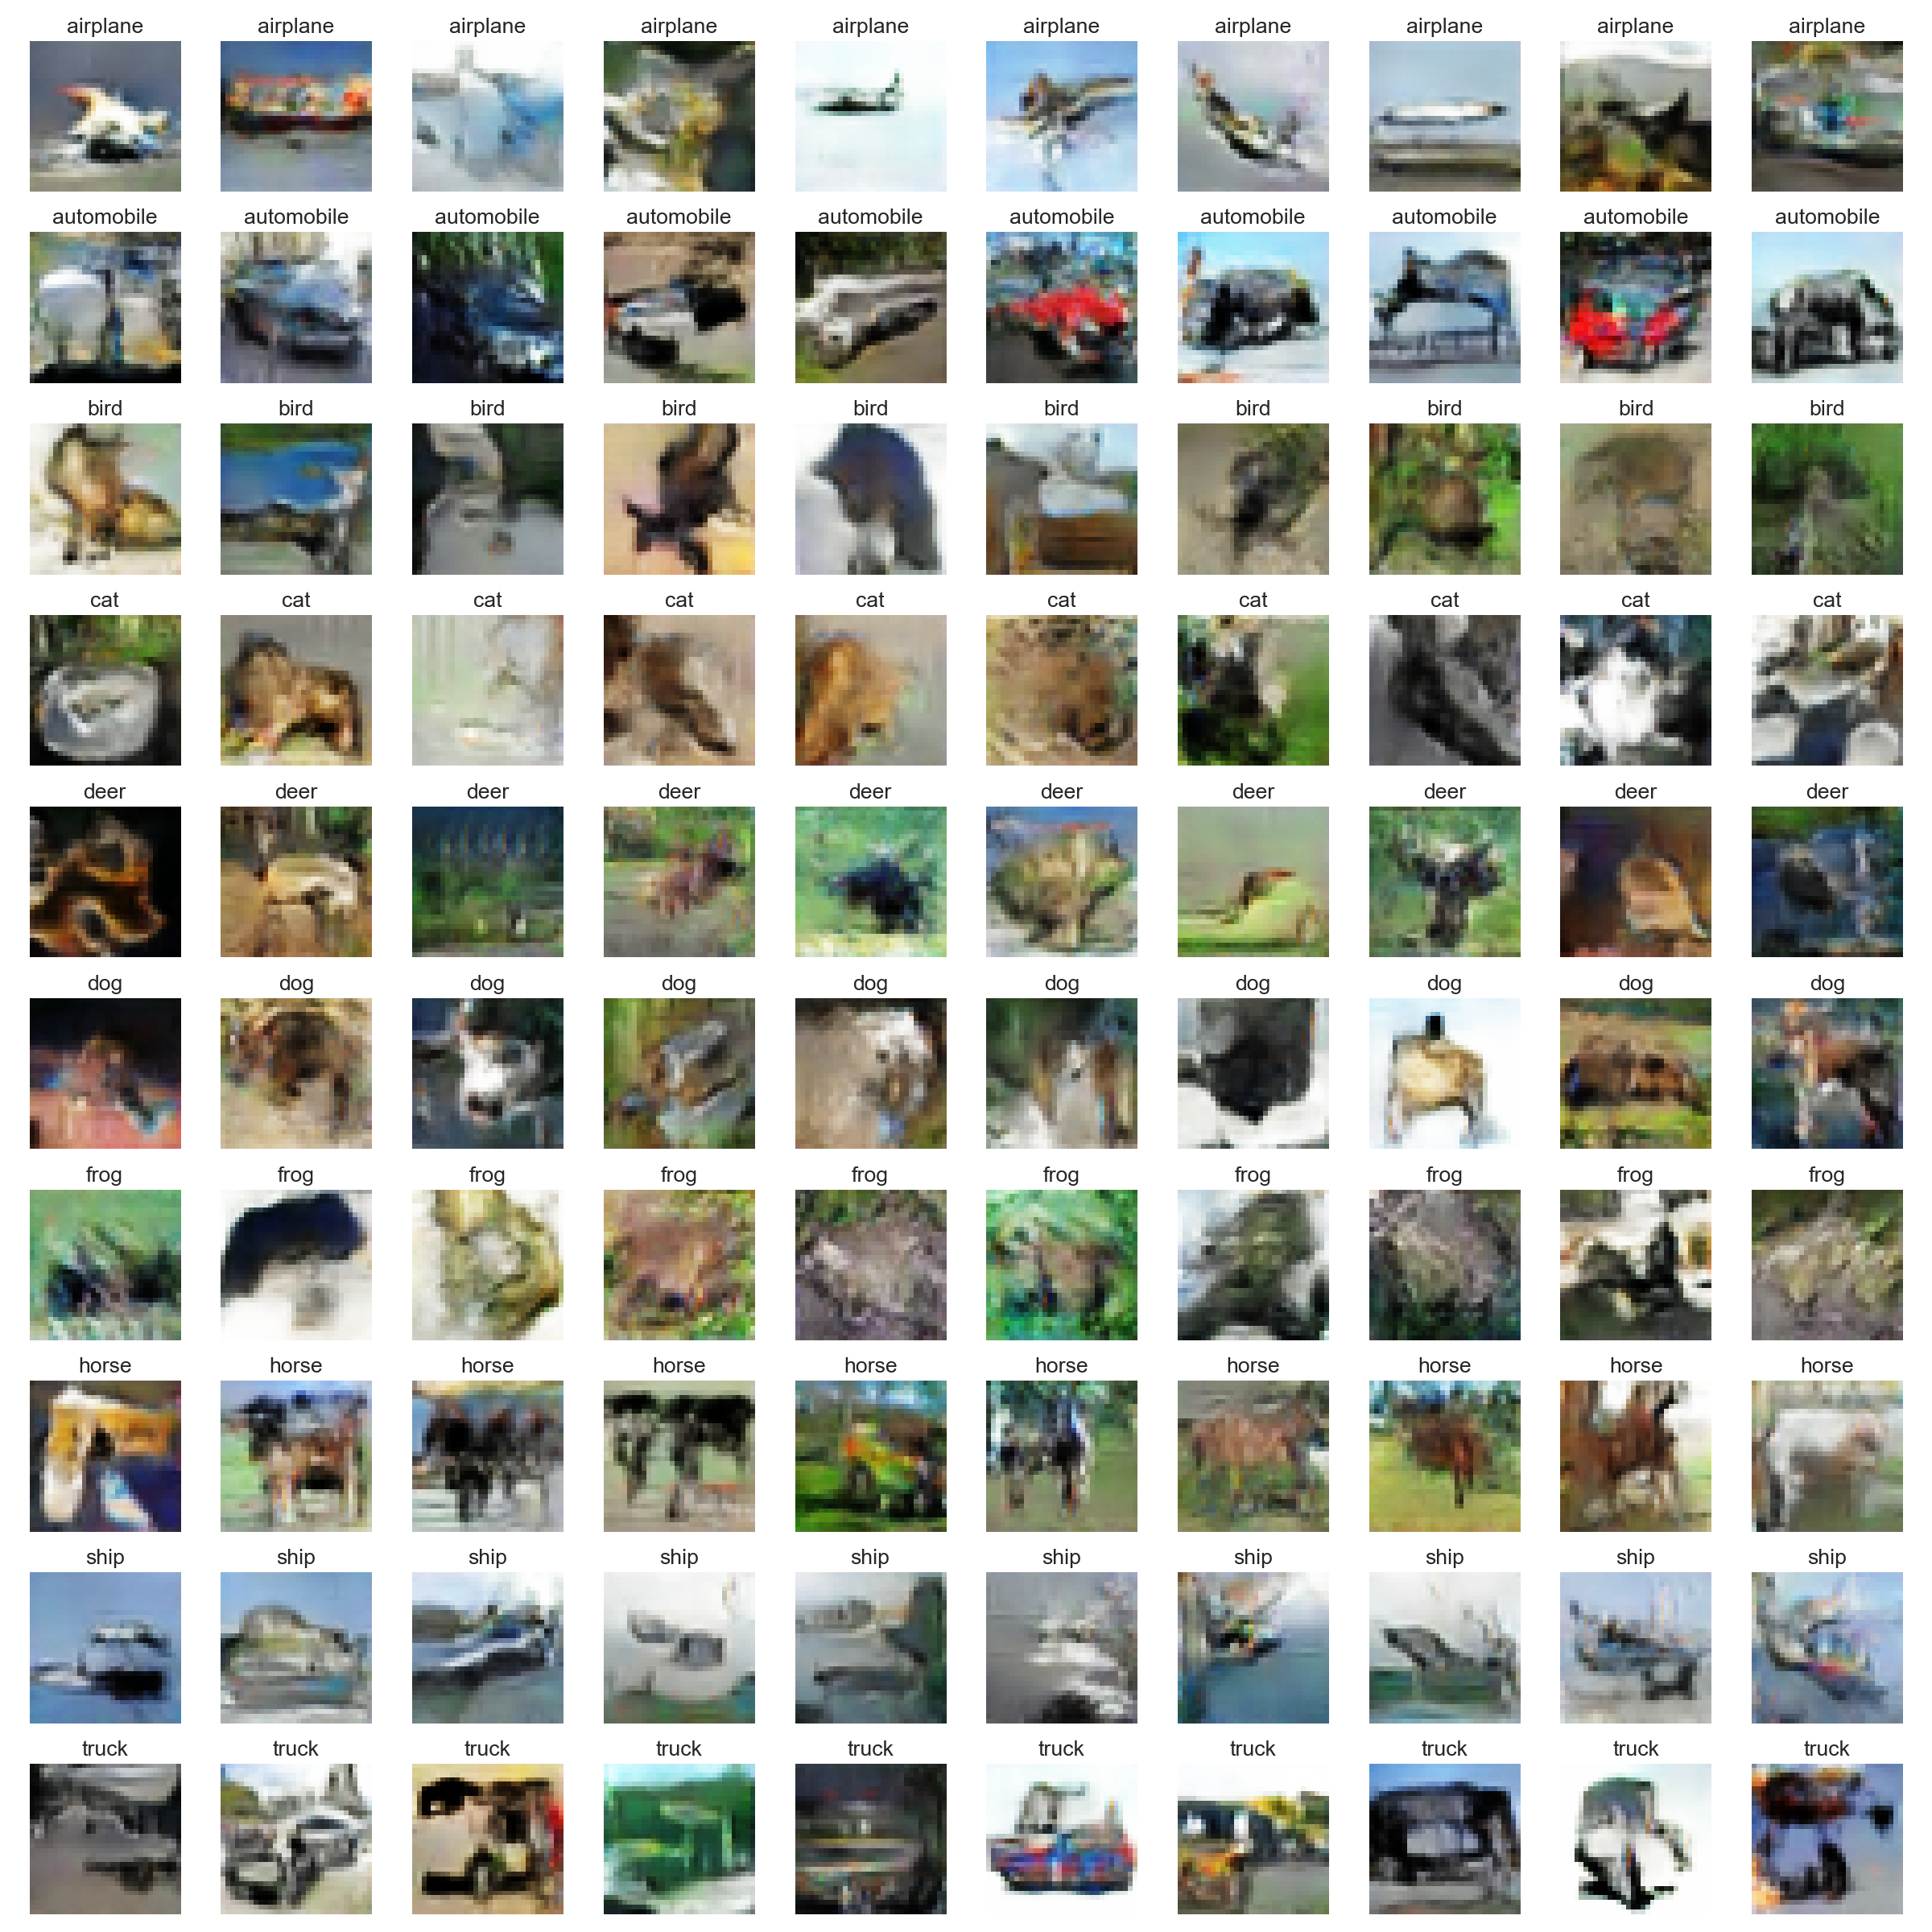 airplane airplane airplane airplane airplane airplane airplane airplane airplane airplane
automobile automobile automobile automobile automobile automobile automobile automobile automobile automobile
bird bird bird bird bird bird bird bird bird bird
cat cat cat cat cat cat cat cat cat cat
deer deer deer deer deer deer deer deer deer deer
dog dog dog dog dog dog dog dog dog dog
frog frog frog frog frog frog frog frog frog frog
horse horse horse horse horse horse horse horse horse horse
ship ship ship ship ship ship ship ship ship ship
truck truck truck truck truck truck truck truck truck truck